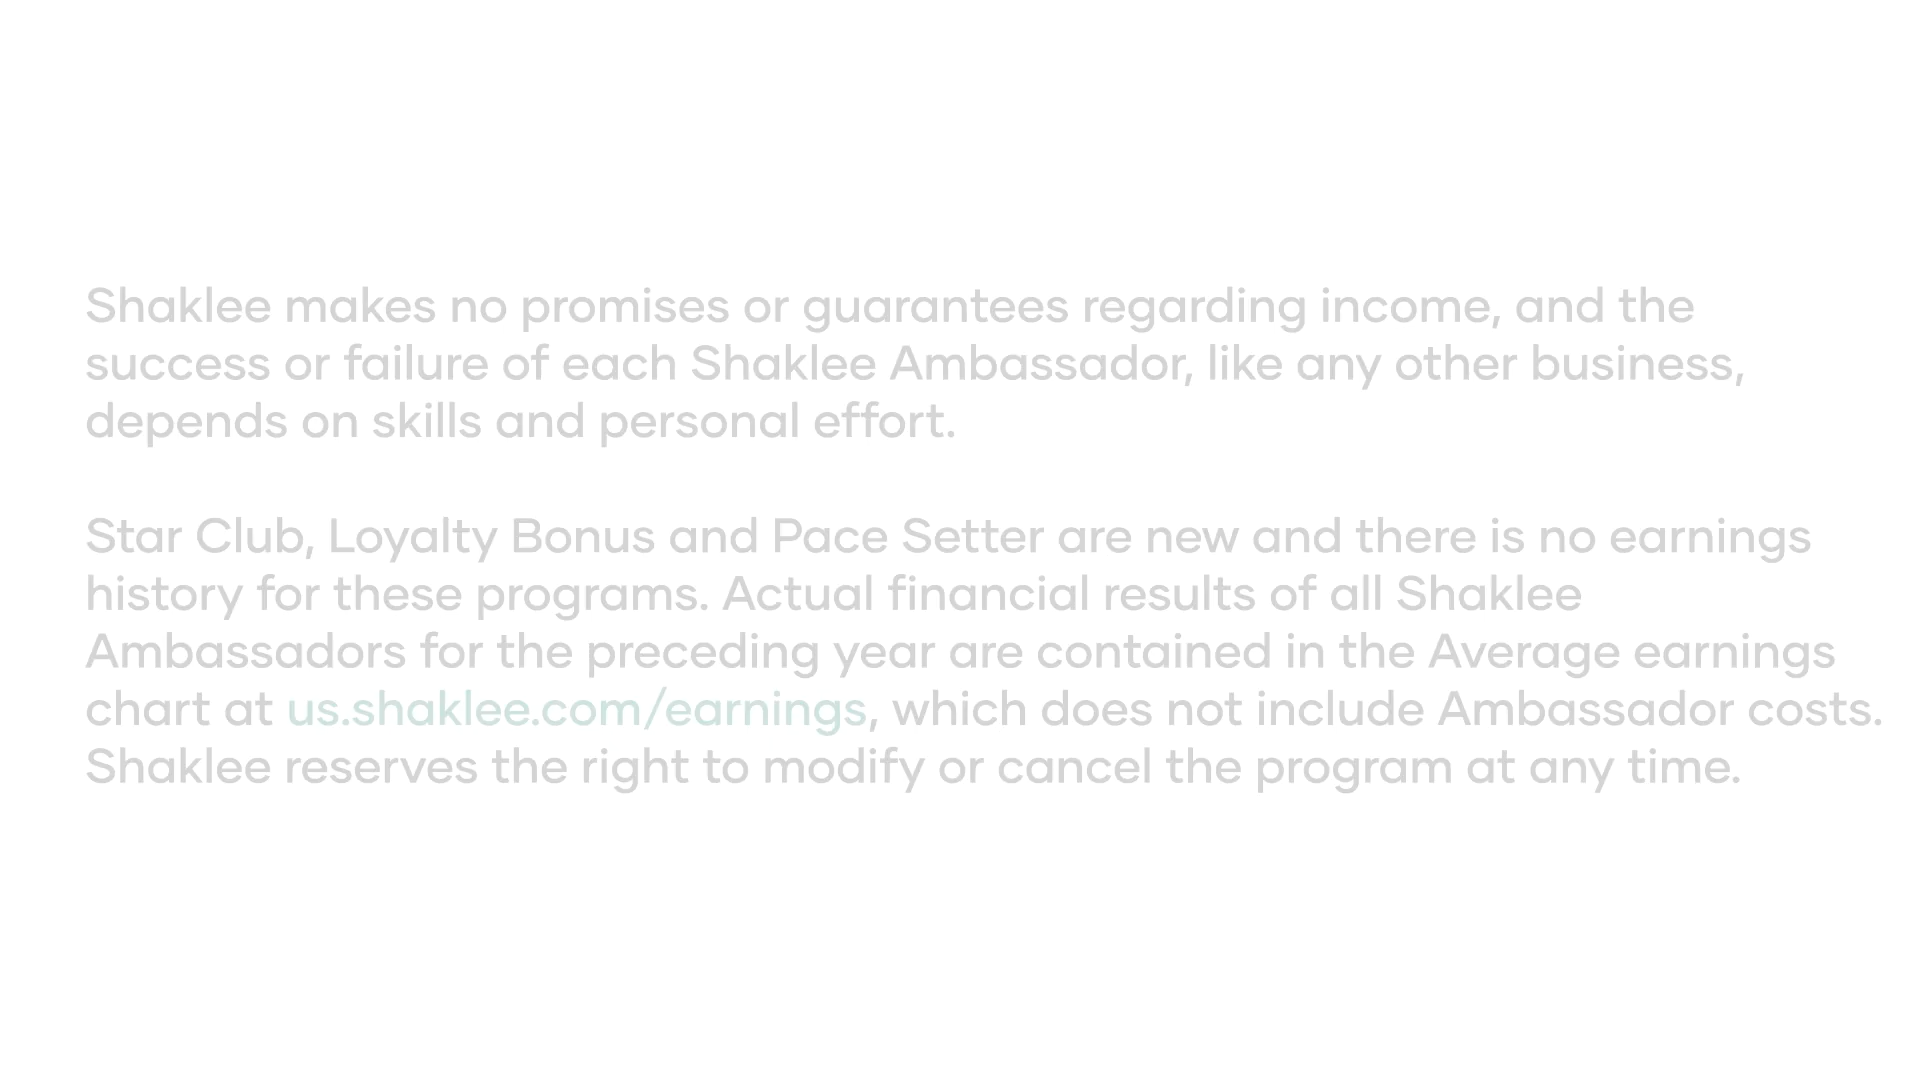 Shaklee makes no promises or guarantees regarding income, and the
success or failure of each Shaklee Ambassador, like any other business,
depends on skills and personal effort.
Star Club, Loyalty Bonus and Pace Setter are new and there is no earnings
history for these programs. Actual financial results of all Shaklee
Ambassadors for the preceding year are contained in the Average earnings
chart at us.shaklee.com/earnings, which does not include Ambassador costs.
Shaklee reserves the right to modify or cancel the program at any time.